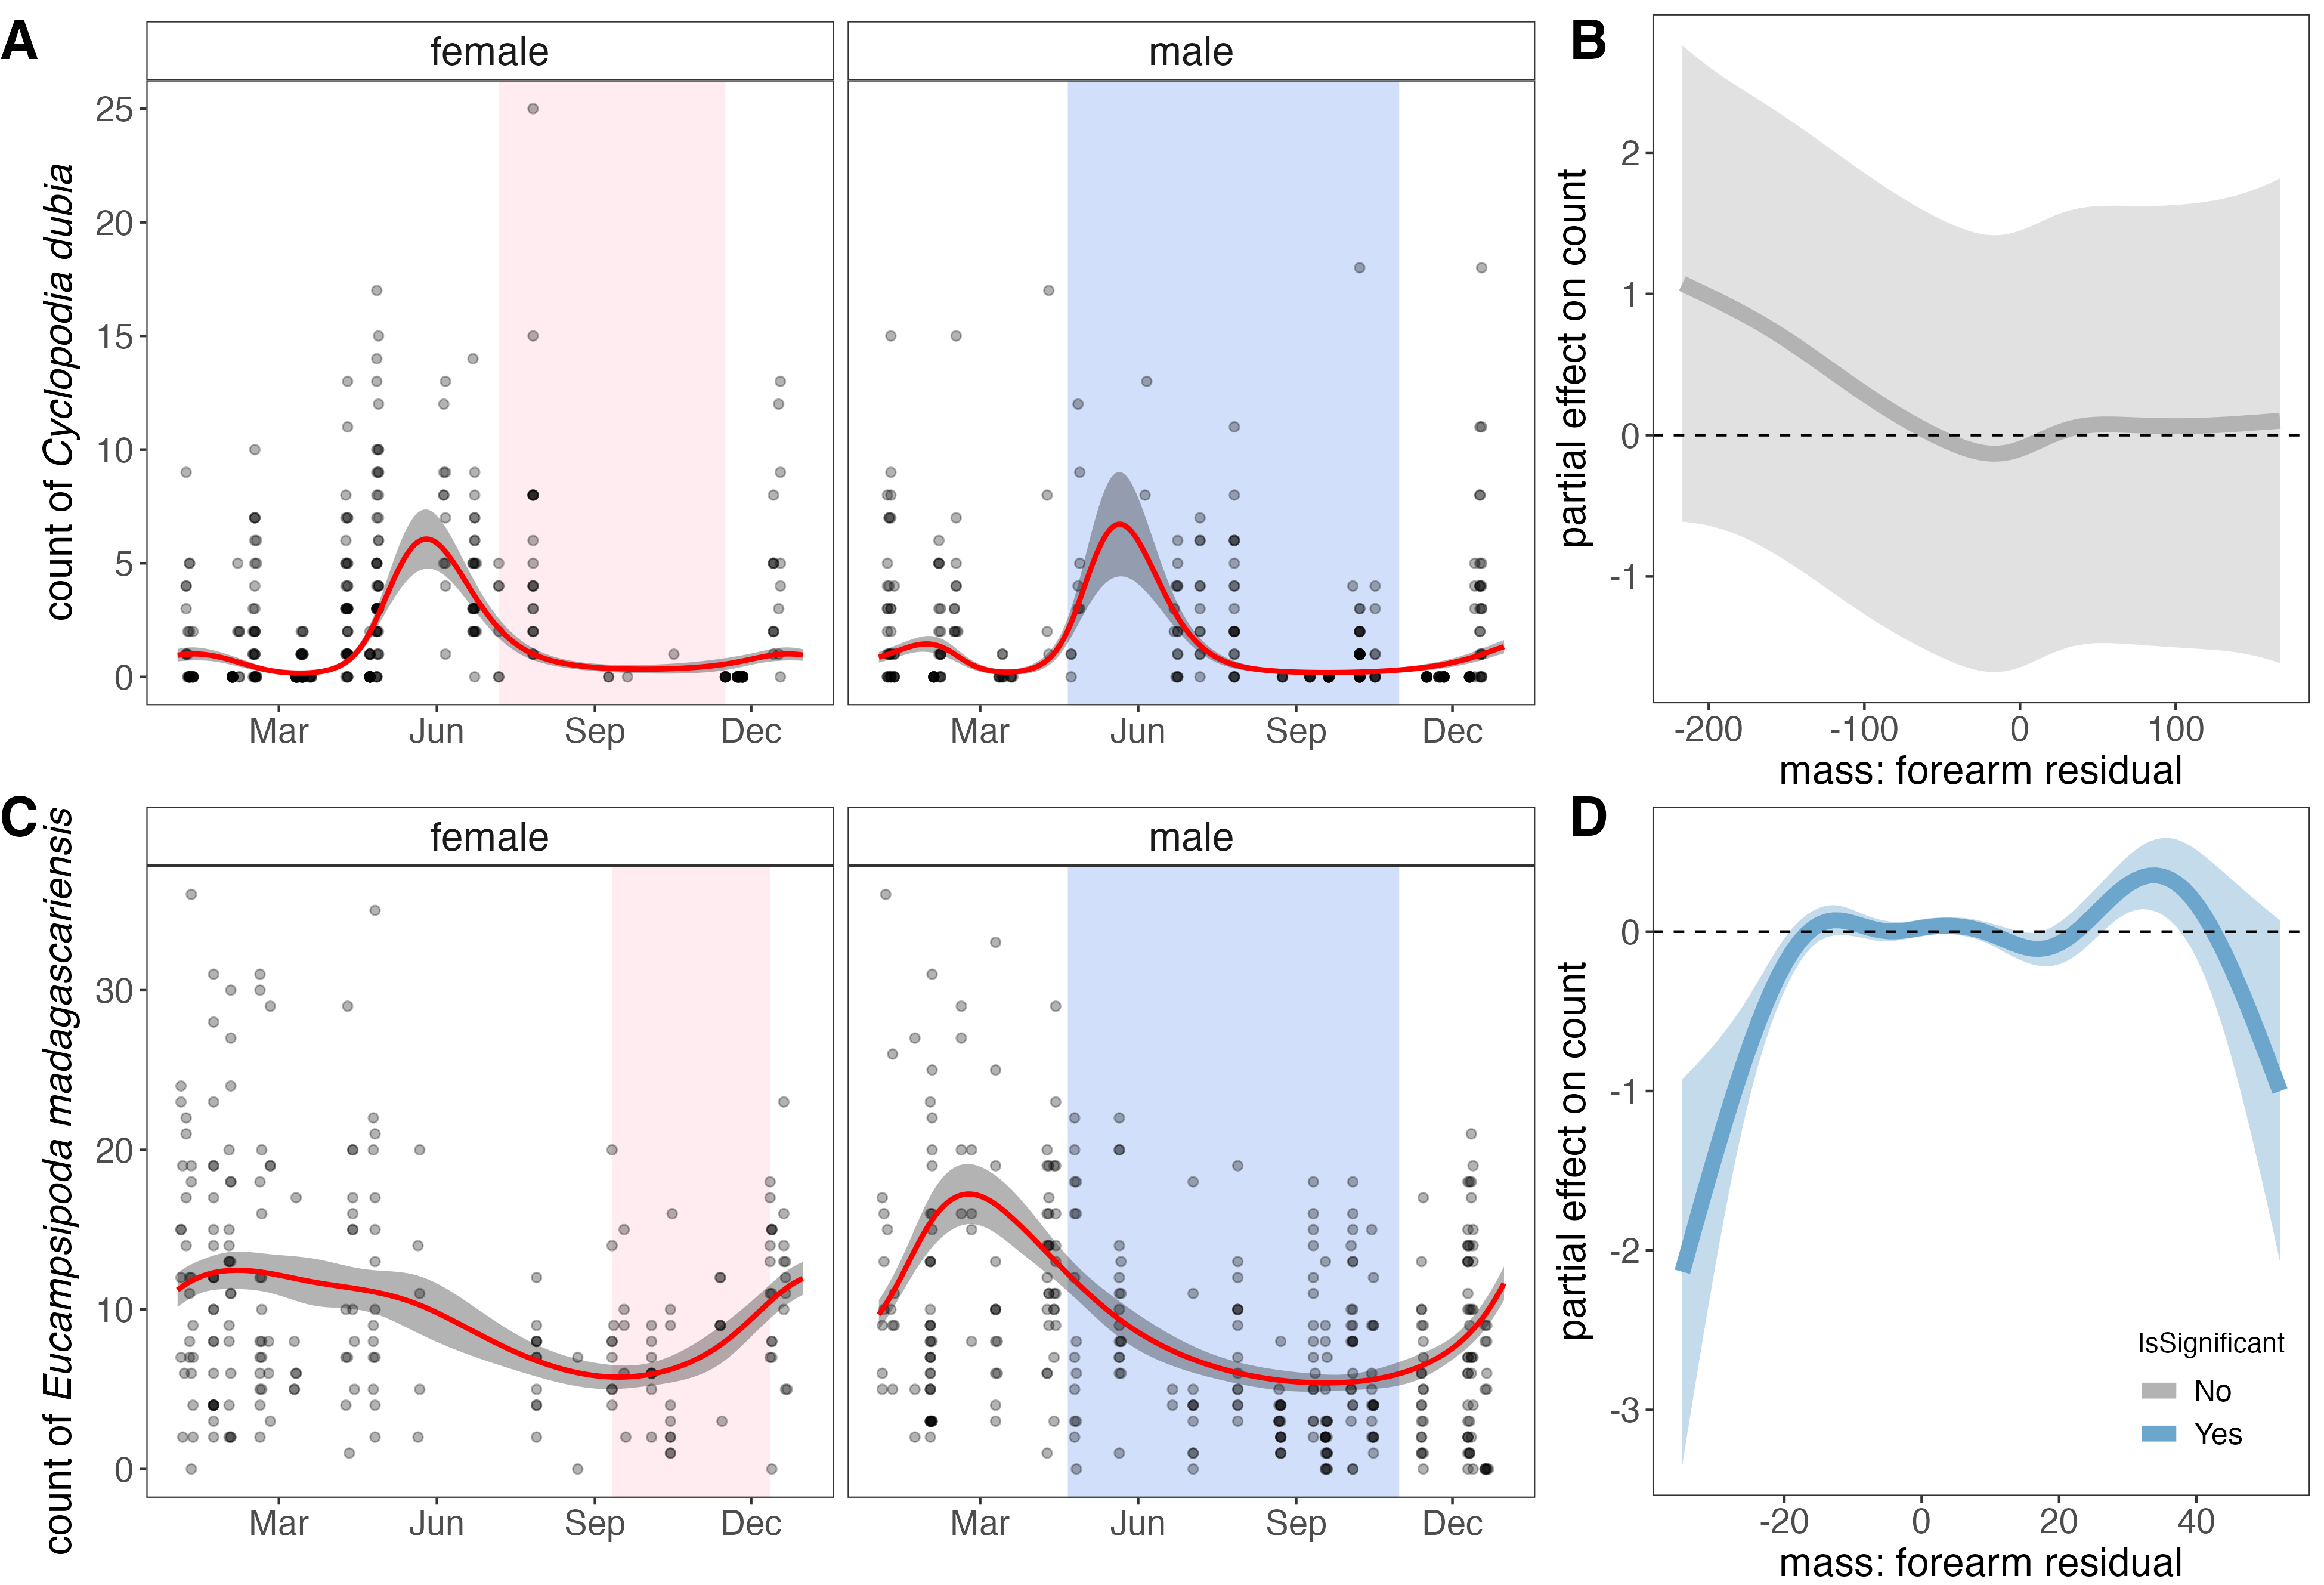 A
female
male
count of Cyclopodia dubia
25
20
15
10
5
0
Mar Jun Sep Dec
Mar Jun Sep Dec
B
partial effect on count
2
1
0
-1
-200 -100 0 100
mass: forearm residual
C
female
male
count of Eucampsipoda madagascariensis
30
20
10
0
Mar Jun Sep Dec
Mar Jun Sep Dec
D
partial effect on count
0
-1
-2
-3
IsSignificant
No
Yes
-20 0 20 40
mass: forearm residual